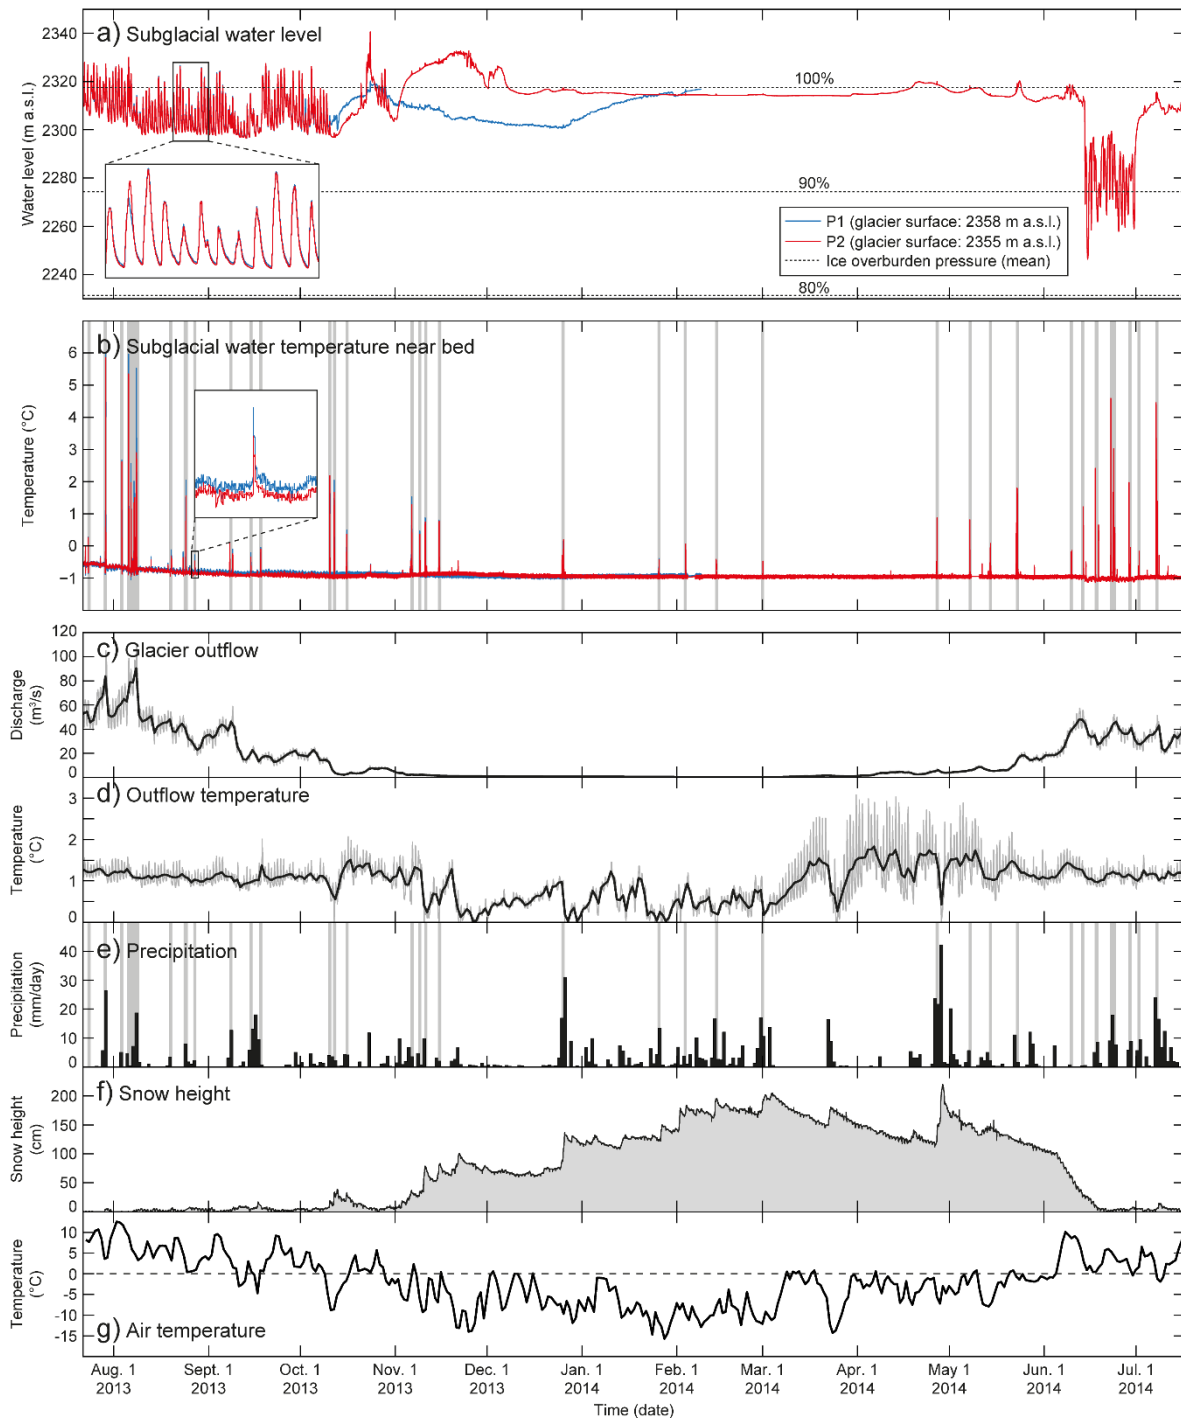 a) Subglacial water level
Water level (m a.s.l.)
2340
2320
2300
2280
2260
2240
100%
90%
80%
P1 (glacier surface: 2358 m a.s.l.)
P2 (glacier surface: 2355 m a.s.l.)
Ice overburden pressure (mean)
b) Subglacial water temperature near bed
Temperature (°C)
6
5
4
3
2
1
0
−1
c) Glacier outflow
Discharge
(m³/s)
120
100
80
60
40
20
0
d) Outflow temperature
Temperature
(°C)
3
2
1
0
e) Precipitation
Precipitation
(mm/day)
40
30
20
10
0
f) Snow height
Snow height
(cm)
200
150
100
50
0
Temperature
(°C)
10
5
0
-5
-10
-15
g) Air temperature
Aug. 1 Sept. 1 Oct. 1 Nov. 1 Dec. 1 Jan. 1 Feb. 1 Mar. 1 Apr. 1 May 1 Jun. 1 Jul. 1
2013 2013 2013 2013 2013 2014 2014 2014 2014 2014 2014 2014
Time (date)